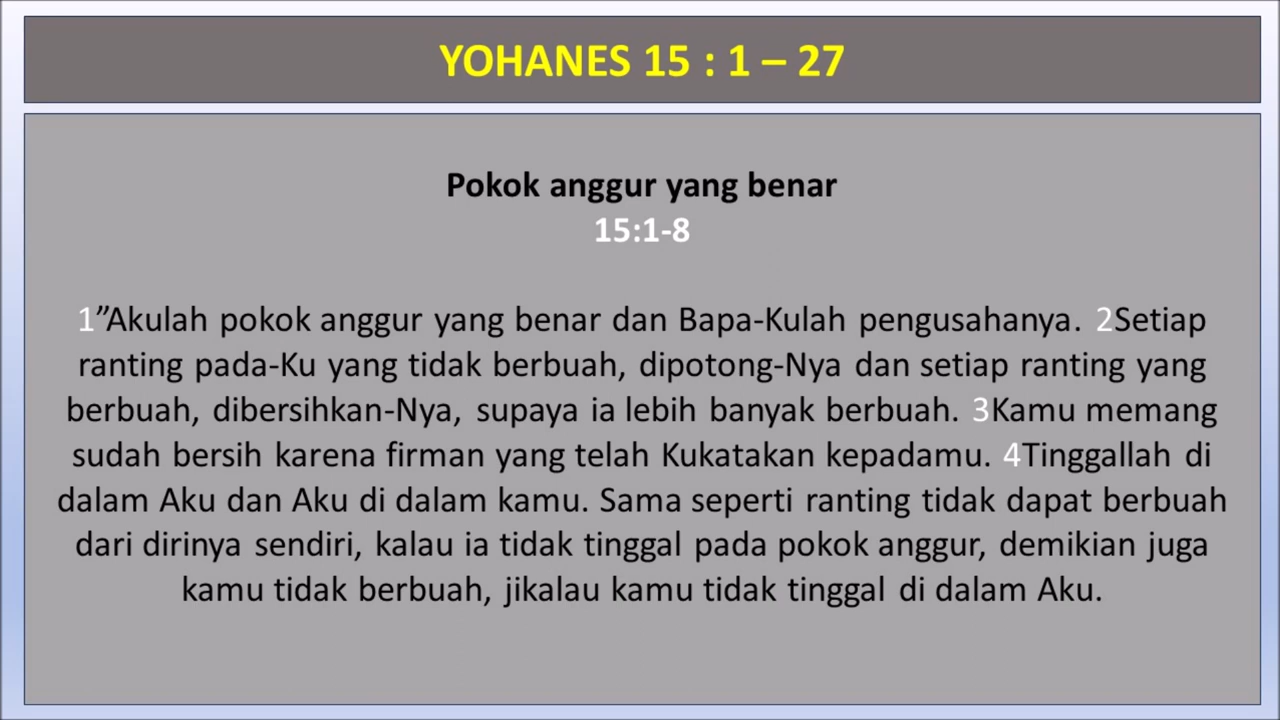 YOHANES 15 : 1 – 27
Pokok anggur yang benar
15:1-8
1”Akulah pokok anggur yang benar dan Bapa-Kulah pengusahanya. 2Setiap
ranting pada-Ku yang tidak berbuah, dipotong-Nya dan setiap ranting yang
berbuah, dibersihkan-Nya, supaya ia lebih banyak berbuah. 3Kamu memang
sudah bersih karena firman yang telah Kukatakan kepadamu. 4Tinggallah di
dalam Aku dan Aku di dalam kamu. Sama seperti ranting tidak dapat berbuah
dari dirinya sendiri, kalau ia tidak tinggal pada pokok anggur, demikian juga
kamu tidak berbuah, jikalau kamu tidak tinggal di dalam Aku.